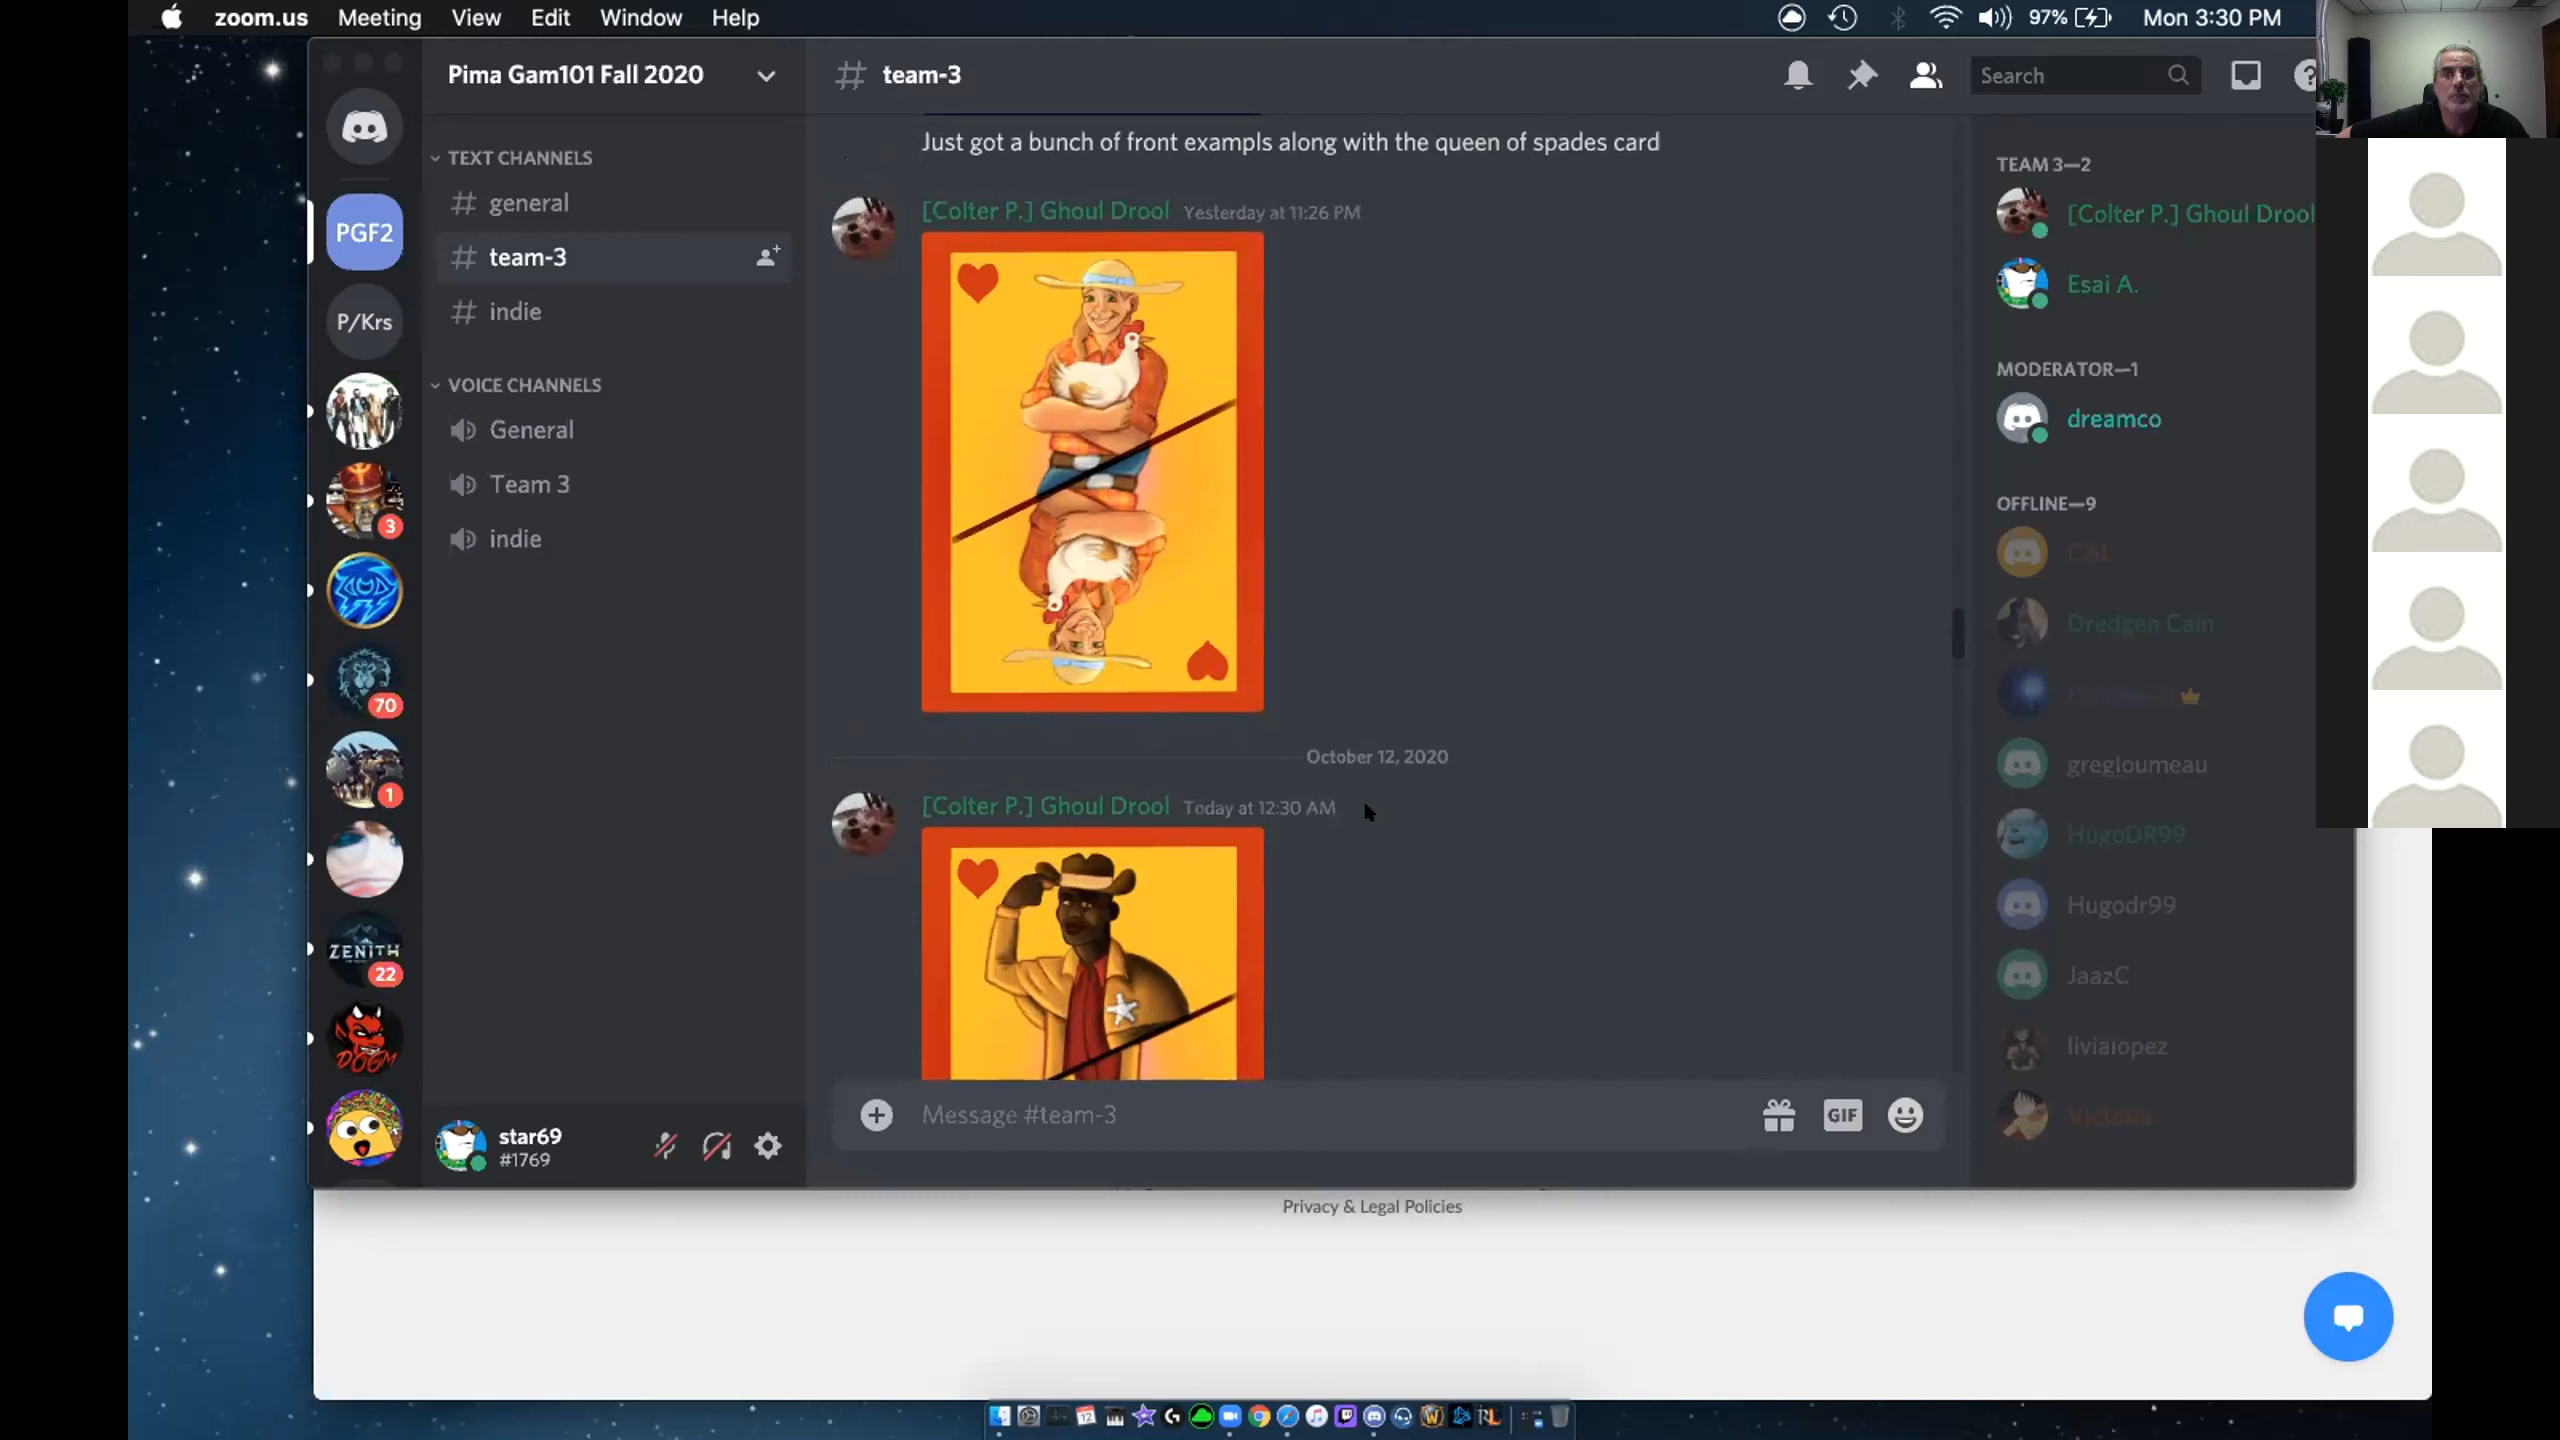 zoom.us Meeting View Edit Window Help
97% Mon 3:30 PM
Pima Gam101 Fall 2020
# team-3
Search
PGF2
P/Krs
3
70
1
ZENITH
22
DOOM
TEXT CHANNELS
# general
# team-3
# indie
VOICE CHANNELS
General
Team 3
indie
star69
#1769
Just got a bunch of front exampls along with the queen of spades card
[Colter P.] Ghoul Drool Yesterday at 11:26 PM
October 12, 2020
[Colter P.] Ghoul Drool Today at 12:30 AM
Message #team-3
GIF
TEAM 3—2
[Colter P.] Ghoul Drool
Esai A.
MODERATOR—1
dreamco
OFFLINE—9
CAL
Dredgen Cain
gregloumeau
HugoDR99
Hugodr99
JaazC
livialopez
Privacy & Legal Policies
12
RL